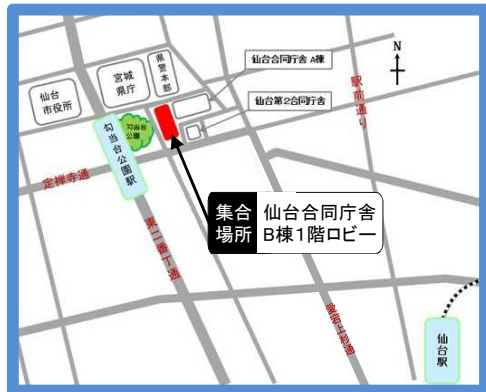 仙台
市役所
宮城
県庁
県警本部
仙台合同庁舎 A棟
仙台第2合同庁舎
N
駅前通り
勾当台
公園
勾当台公園駅
定禅寺通
集合
場所
仙台合同庁舎
B棟1階ロビー
東二番丁通
愛宕上杉通
仙台駅